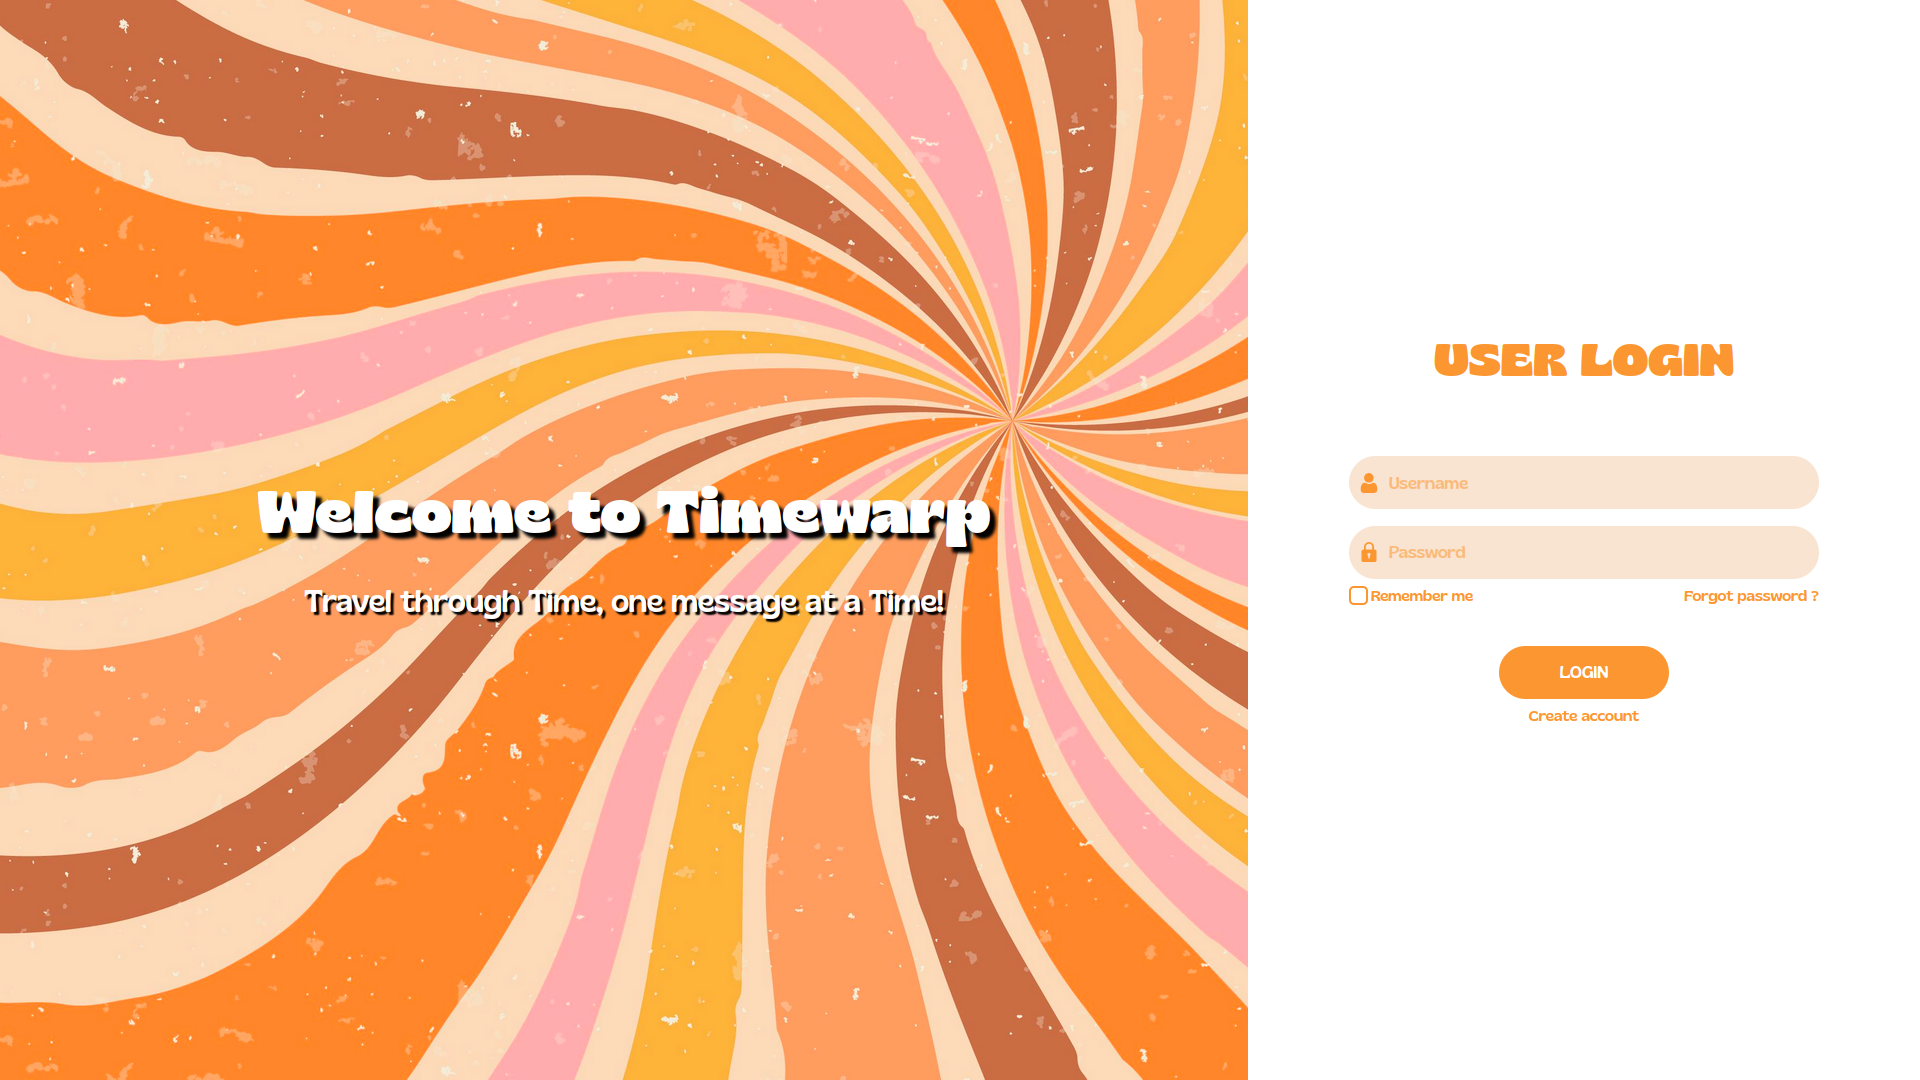 Welcome to Timewarp
Travel through Time, one message at a Time!
USER LOGIN
Username
Password
Remember me
Forgot password ?
LOGIN
Create account